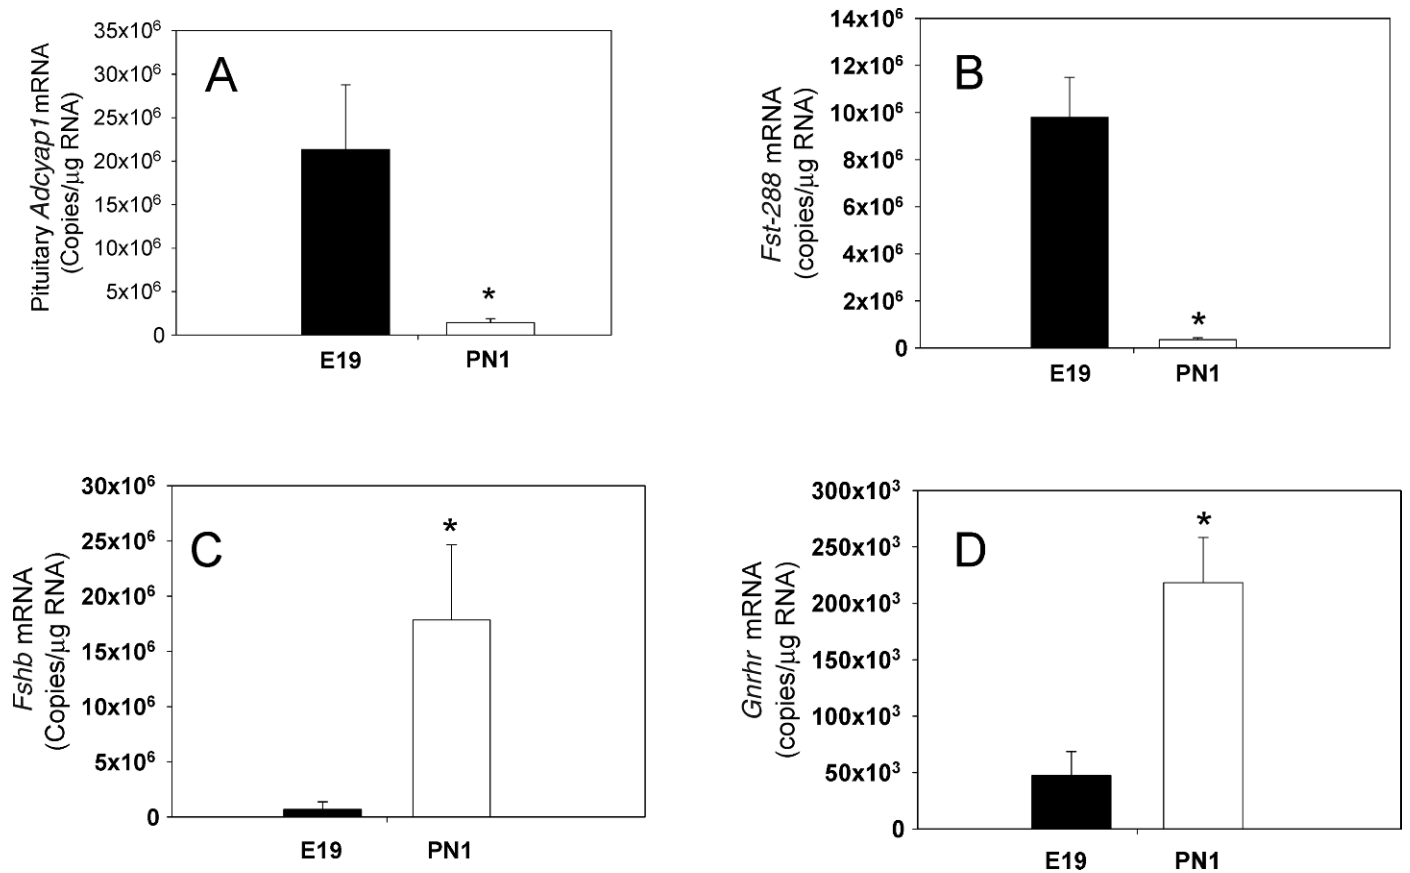 Pituitary Adcyap1 mRNA
(Copies/µg RNA)
35x10⁶
30x10⁶
25x10⁶
20x10⁶
15x10⁶
10x10⁶
5x10⁶
0
A
*
E19 PN1
Fst-288 mRNA
(copies/µg RNA)
14x10⁶
12x10⁶
10x10⁶
8x10⁶
6x10⁶
4x10⁶
2x10⁶
0
B
*
E19 PN1
Fshb mRNA
(Copies/µg RNA)
30x10⁶
25x10⁶
20x10⁶
15x10⁶
10x10⁶
5x10⁶
0
C
*
E19 PN1
Gnrhr mRNA
(copies/µg RNA)
300x10³
250x10³
200x10³
150x10³
100x10³
50x10³
0
D
*
E19 PN1